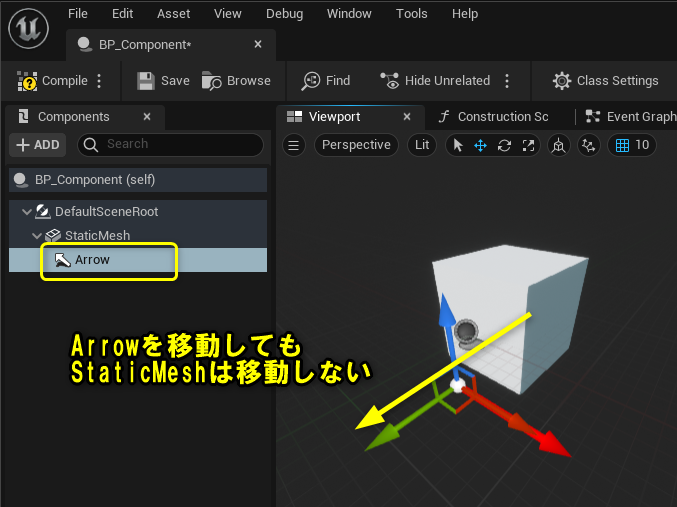 File Edit Asset View Debug Window Tools Help
BP_Component*
Compile Save Browse Find Hide Unrelated Class Settings
Components Viewport Construction Sc Event Graph
ADD Search Perspective Lit 10
BP_Component (self)
DefaultSceneRoot
StaticMesh
Arrow
Arrowを移動しても
StaticMeshは移動しない